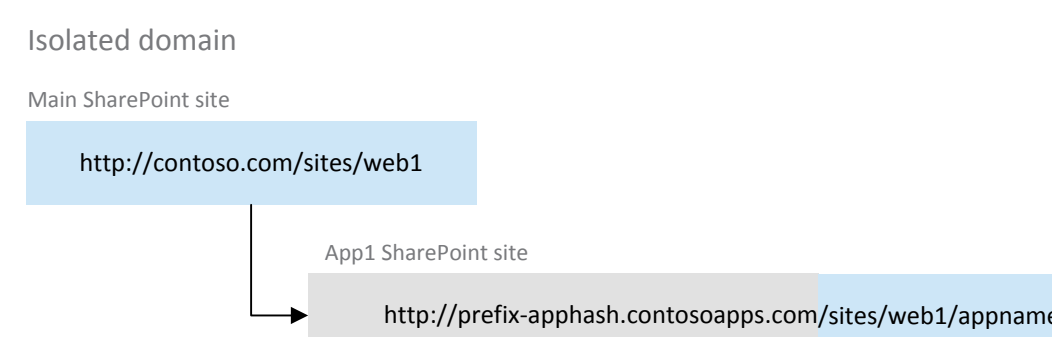 Isolated domain
Main SharePoint site
http://contoso.com/sites/web1
App1 SharePoint site
http://prefix-apphash.contosoapps.com/sites/web1/appname